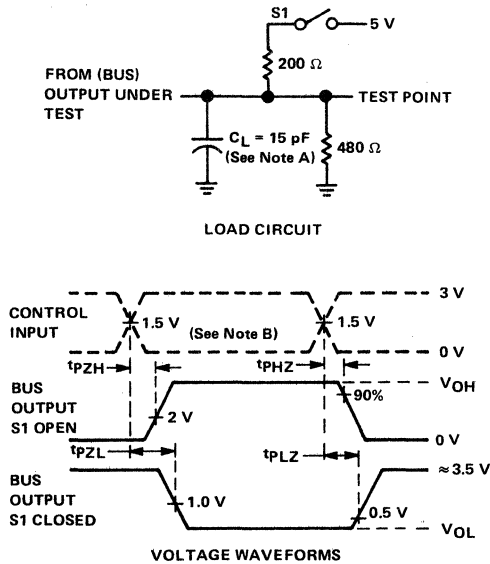 S1
5 V
200 Ω
FROM (BUS)
OUTPUT UNDER
TEST
TEST POINT
CL = 15 pF
(See Note A)
480 Ω
LOAD CIRCUIT
3 V
CONTROL
INPUT
1.5 V
(See Note B)
1.5 V
0 V
tPZH
tPHZ
VOH
BUS
OUTPUT
S1 OPEN
90%
2 V
0 V
tPZL
tPLZ
≈3.5 V
BUS
OUTPUT
S1 CLOSED
1.0 V
0.5 V
VOL
VOLTAGE WAVEFORMS